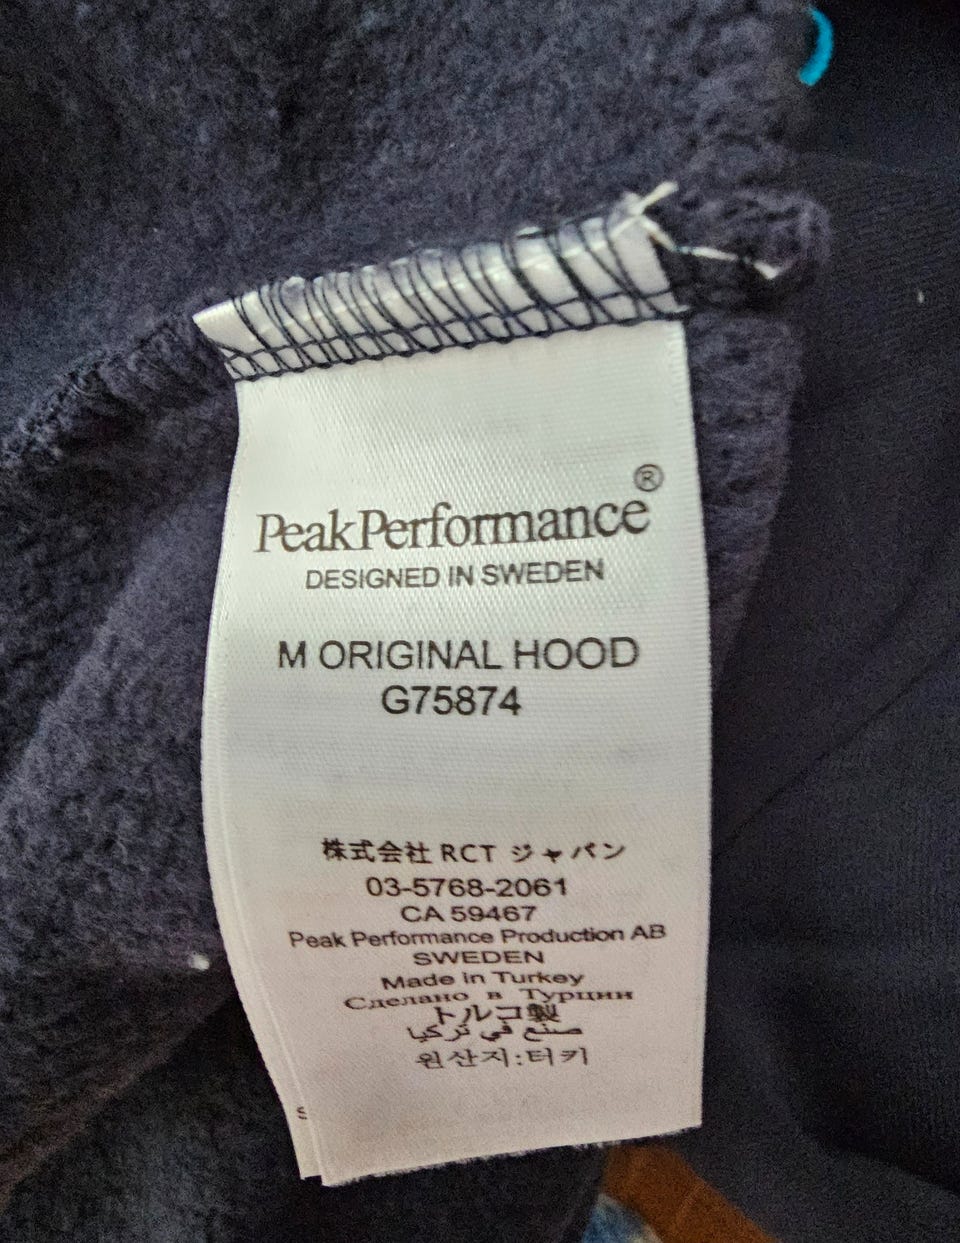 PeakPerformance®
DESIGNED IN SWEDEN
M ORIGINAL HOOD
G75874
株式会社 RCT ジャパン
03-5768-2061
CA 59467
Peak Performance Production AB
SWEDEN
Made in Turkey
Сделано в Турции
トルコ製
صنع في تركيا
원산지:터키
S